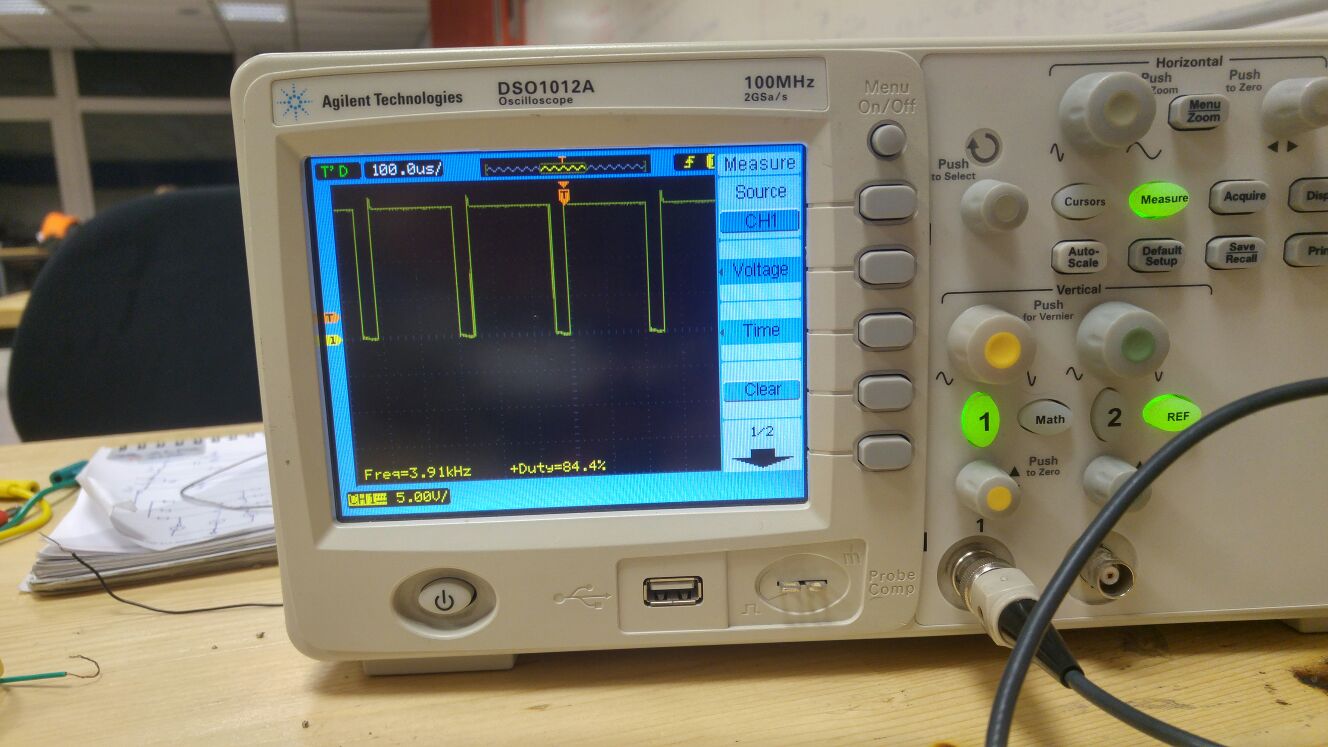 Agilent Technologies
DSO1012A
Oscilloscope
100MHz
2GSa/s
Menu
On/Off
T'D
100.0us/
T
T
T
1
Measure
Source
CH1
Voltage
Time
Clear
1/2
Freq=3.91kHz
+Duty=84.4%
CH1
5.00V/
Probe
Comp
Horizontal
Push
Zoom
Menu
Zoom
Push
to Zero
Push
to Select
Cursors
Measure
Acquire
Auto-
Scale
Default
Setup
Save
Recall
Vertical
Push
for Vernier
1
Math
2
REF
Push
to Zero
1